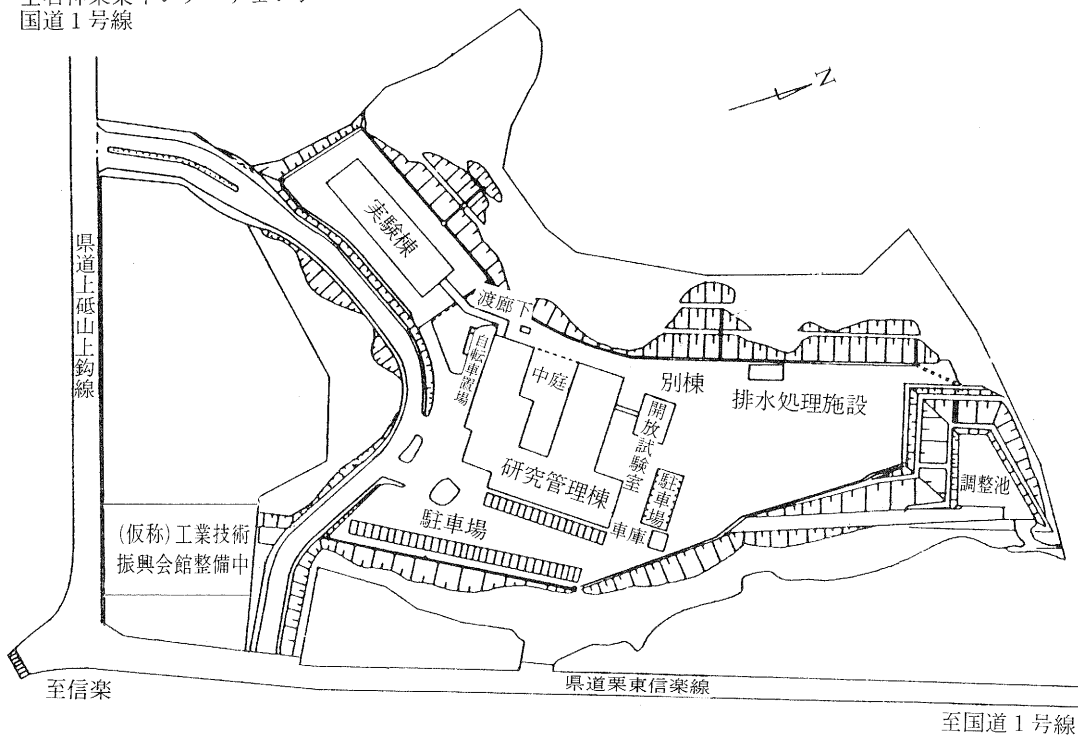 国道1号線
N
県道上砥山上鈎線
実験棟
渡廊下
自転車置場
中庭
別棟
排水処理施設
開放試験室
研究管理棟
駐車場
車庫
駐車場
調整池
(仮称)工業技術
振興会館整備中
至信楽
県道栗東信楽線
至国道1号線